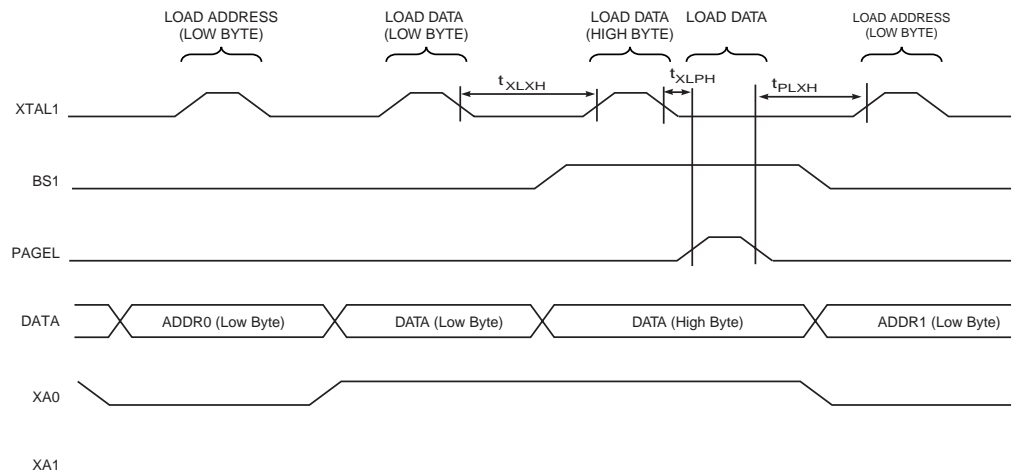 LOAD ADDRESS
(LOW BYTE)
LOAD DATA
(LOW BYTE)
LOAD DATA
(HIGH BYTE)
LOAD DATA
LOAD ADDRESS
(LOW BYTE)
tXLXH
tXLPH
tPLXH
XTAL1
BS1
PAGEL
DATA
ADDR0 (Low Byte)
DATA (Low Byte)
DATA (High Byte)
ADDR1 (Low Byte)
XA0
XA1